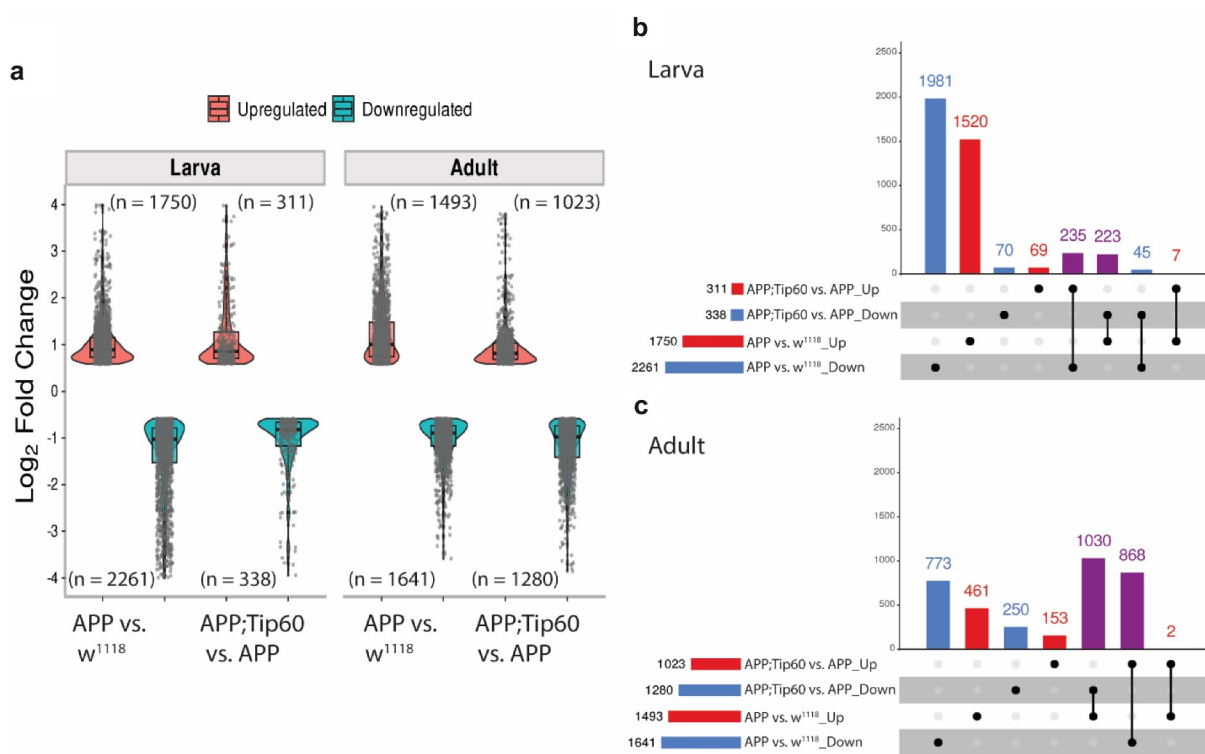 a
Upregulated Downregulated
Larva Adult
(n = 1750) (n = 311) (n = 1493) (n = 1023)
4
3
2
1
0
-1
-2
-3
-4
Log2 Fold Change
(n = 2261) (n = 338) (n = 1641) (n = 1280)
APP vs. APP;Tip60 APP vs. APP;Tip60
w1118 vs. APP w1118 vs. APP
b
Larva
2500
2000
1500
1000
500
0
1981 1520 70 69 235 223 45 7
311 APP;Tip60 vs. APP_Up
338 APP;Tip60 vs. APP_Down
1750 APP vs. w1118_Up
2261 APP vs. w1118_Down
c
Adult
2500
2000
1500
1000
500
0
773 461 250 153 1030 868 2
1023 APP;Tip60 vs. APP_Up
1280 APP;Tip60 vs. APP_Down
1493 APP vs. w1118_Up
1641 APP vs. w1118_Down